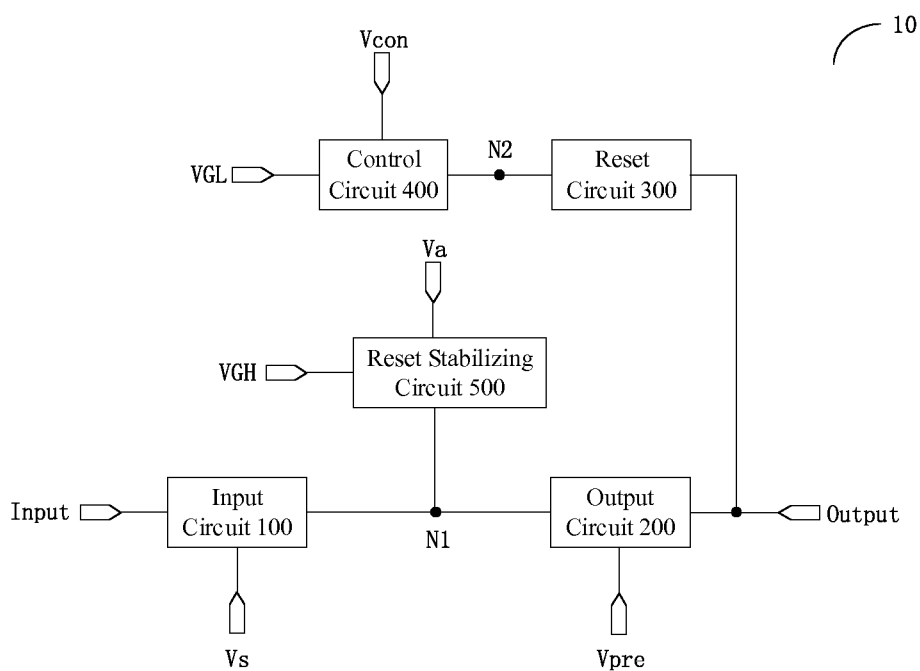 10
Vcon
VGL
Control
Circuit 400
N2
Reset
Circuit 300
Va
VGH
Reset Stabilizing
Circuit 500
Input
Input
Circuit 100
N1
Output
Circuit 200
Output
Vs
Vpre